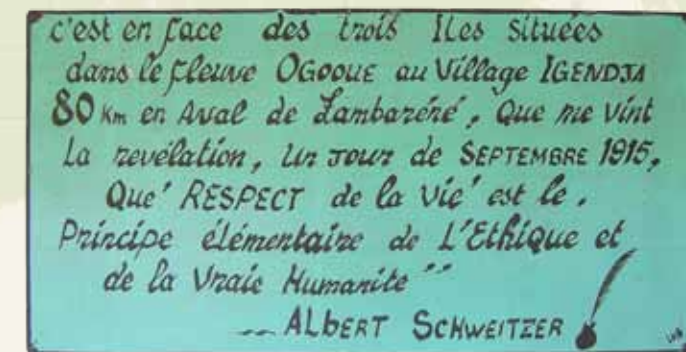 c'est en face des trois Iles situées
dans le fleuve OGOOUE au Village IGENDJA
80 Km en Aval de Lambaréné, Que me vint
La revélation, un jour de SEPTEMBRE 1915,
Que' RESPECT de la vie' est le.
Principe élémentaire de L'Ethique et
de la Vraie Humanité"
-- ALbERT SCHWEITZER